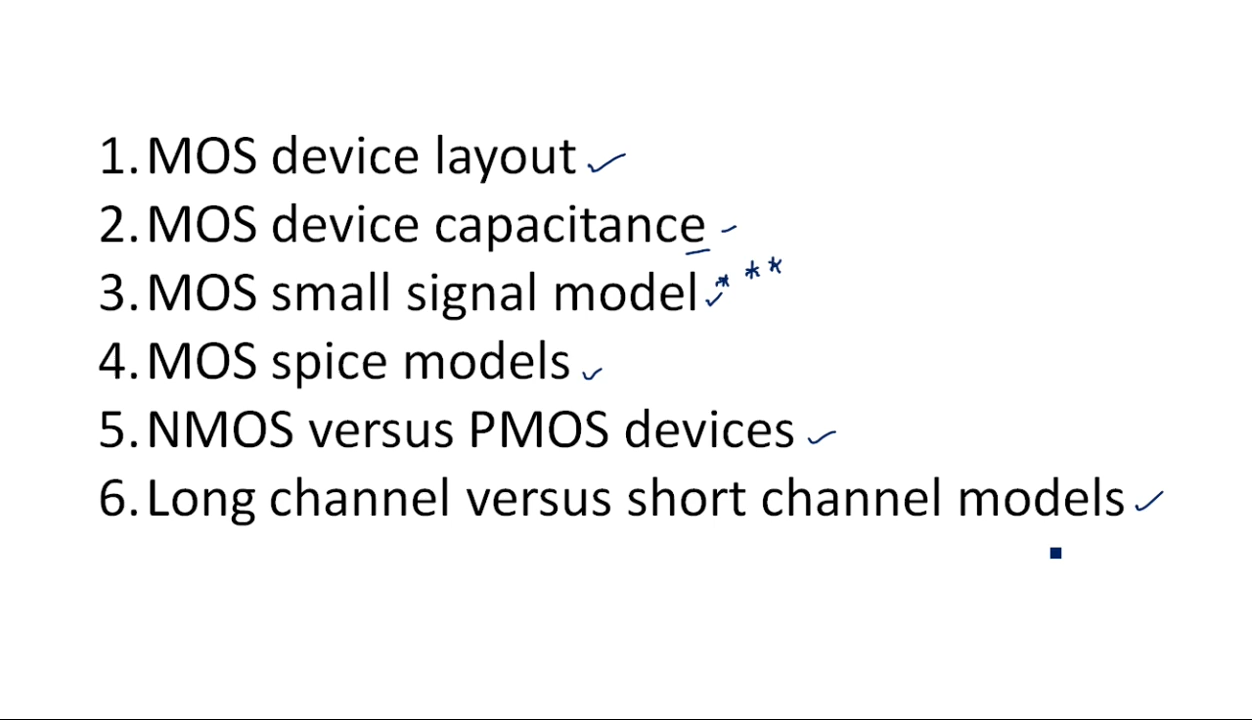 1. MOS device layout
2. MOS device capacitance
3. MOS small signal model ***
4. MOS spice models
5. NMOS versus PMOS devices
6. Long channel versus short channel models